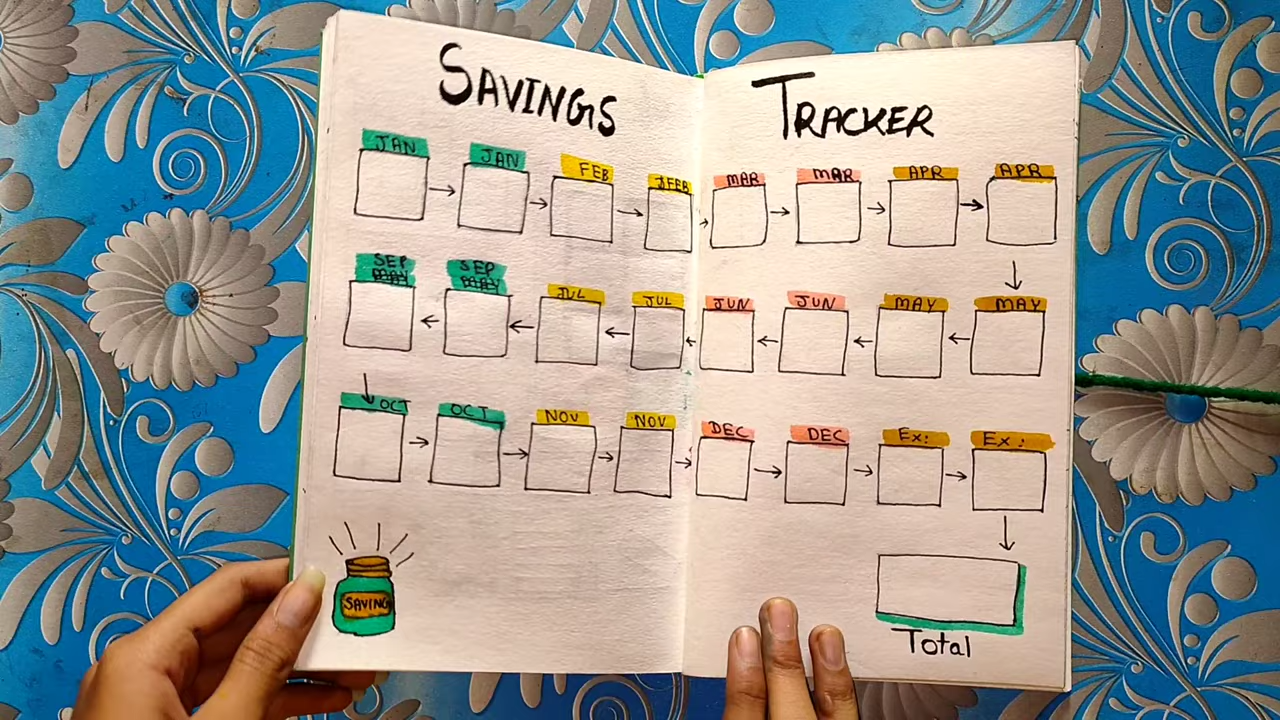 SAVINGS TRACKER
JAN JAN FEB FEB MAR MAR APR APR
SEP SEP JUL JUL JUN JUN MAY MAY
OCT OCT NOV NOV DEC DEC Ex: Ex:
SAVING
Total